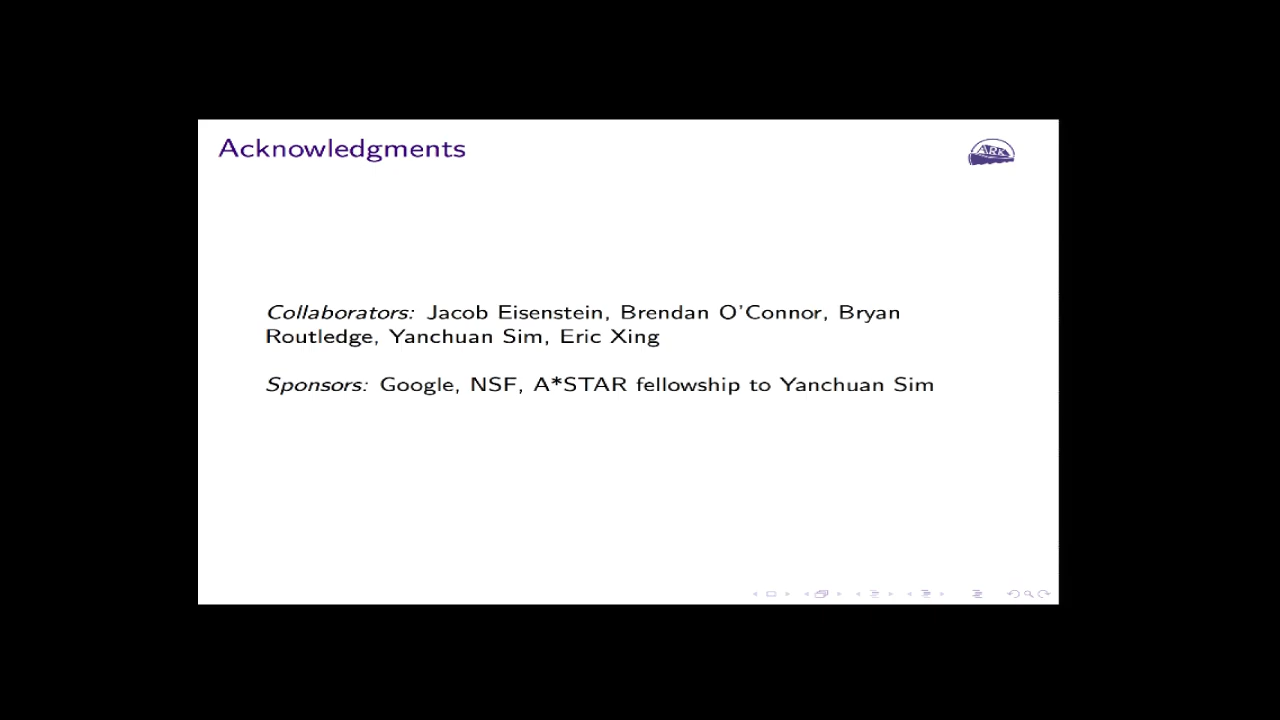 Acknowledgments
ARK
Collaborators: Jacob Eisenstein, Brendan O'Connor, Bryan
Routledge, Yanchuan Sim, Eric Xing
Sponsors: Google, NSF, A*STAR fellowship to Yanchuan Sim